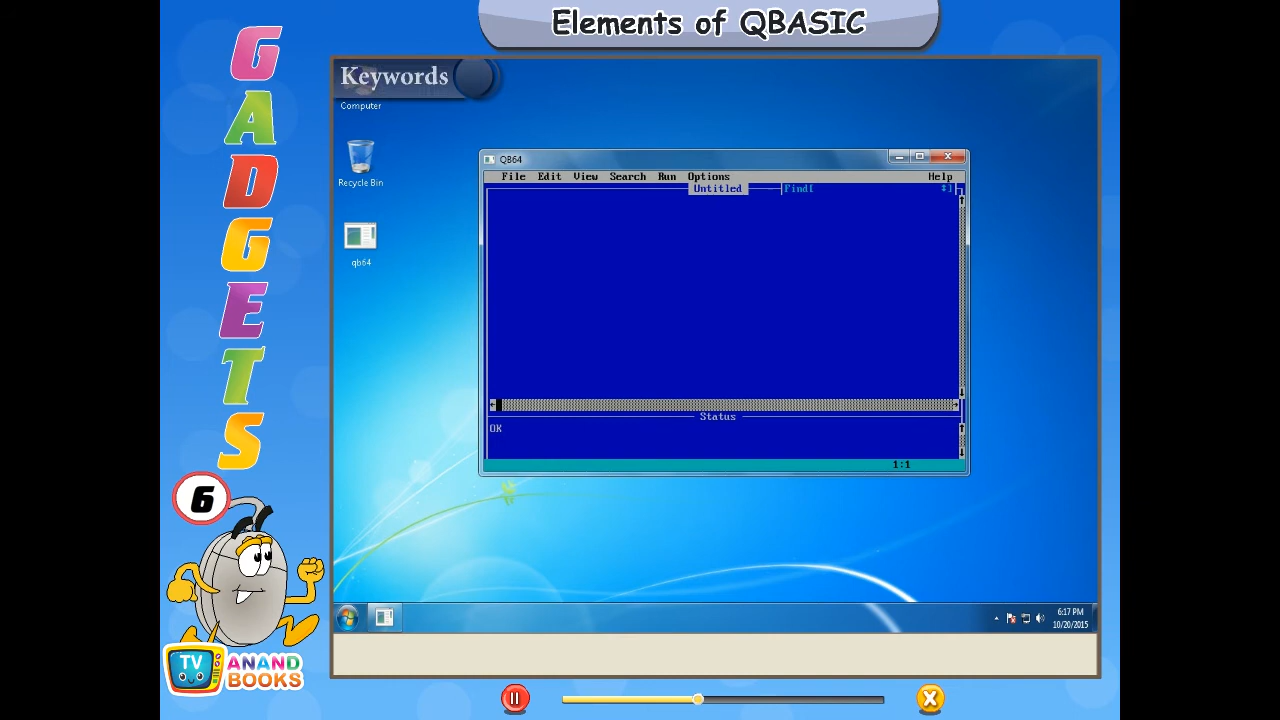 Elements of QBASIC
GADGETS
6
Keywords
Computer
Recycle Bin
qb64
QB64
File Edit View Search Run Options Help
Untitled Find[ ]
Status
OK
1:1
6:17 PM
10/20/2015
TV
ANAND
BOOKS